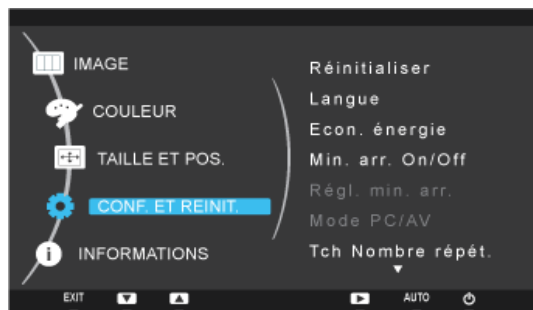 IMAGE
COULEUR
TAILLE ET POS.
CONF. ET REINIT.
INFORMATIONS
Réinitialiser
Langue
Econ. énergie
Min. arr. On/Off
Régl. min. arr.
Mode PC/AV
Tch Nombre répét.
EXIT
AUTO